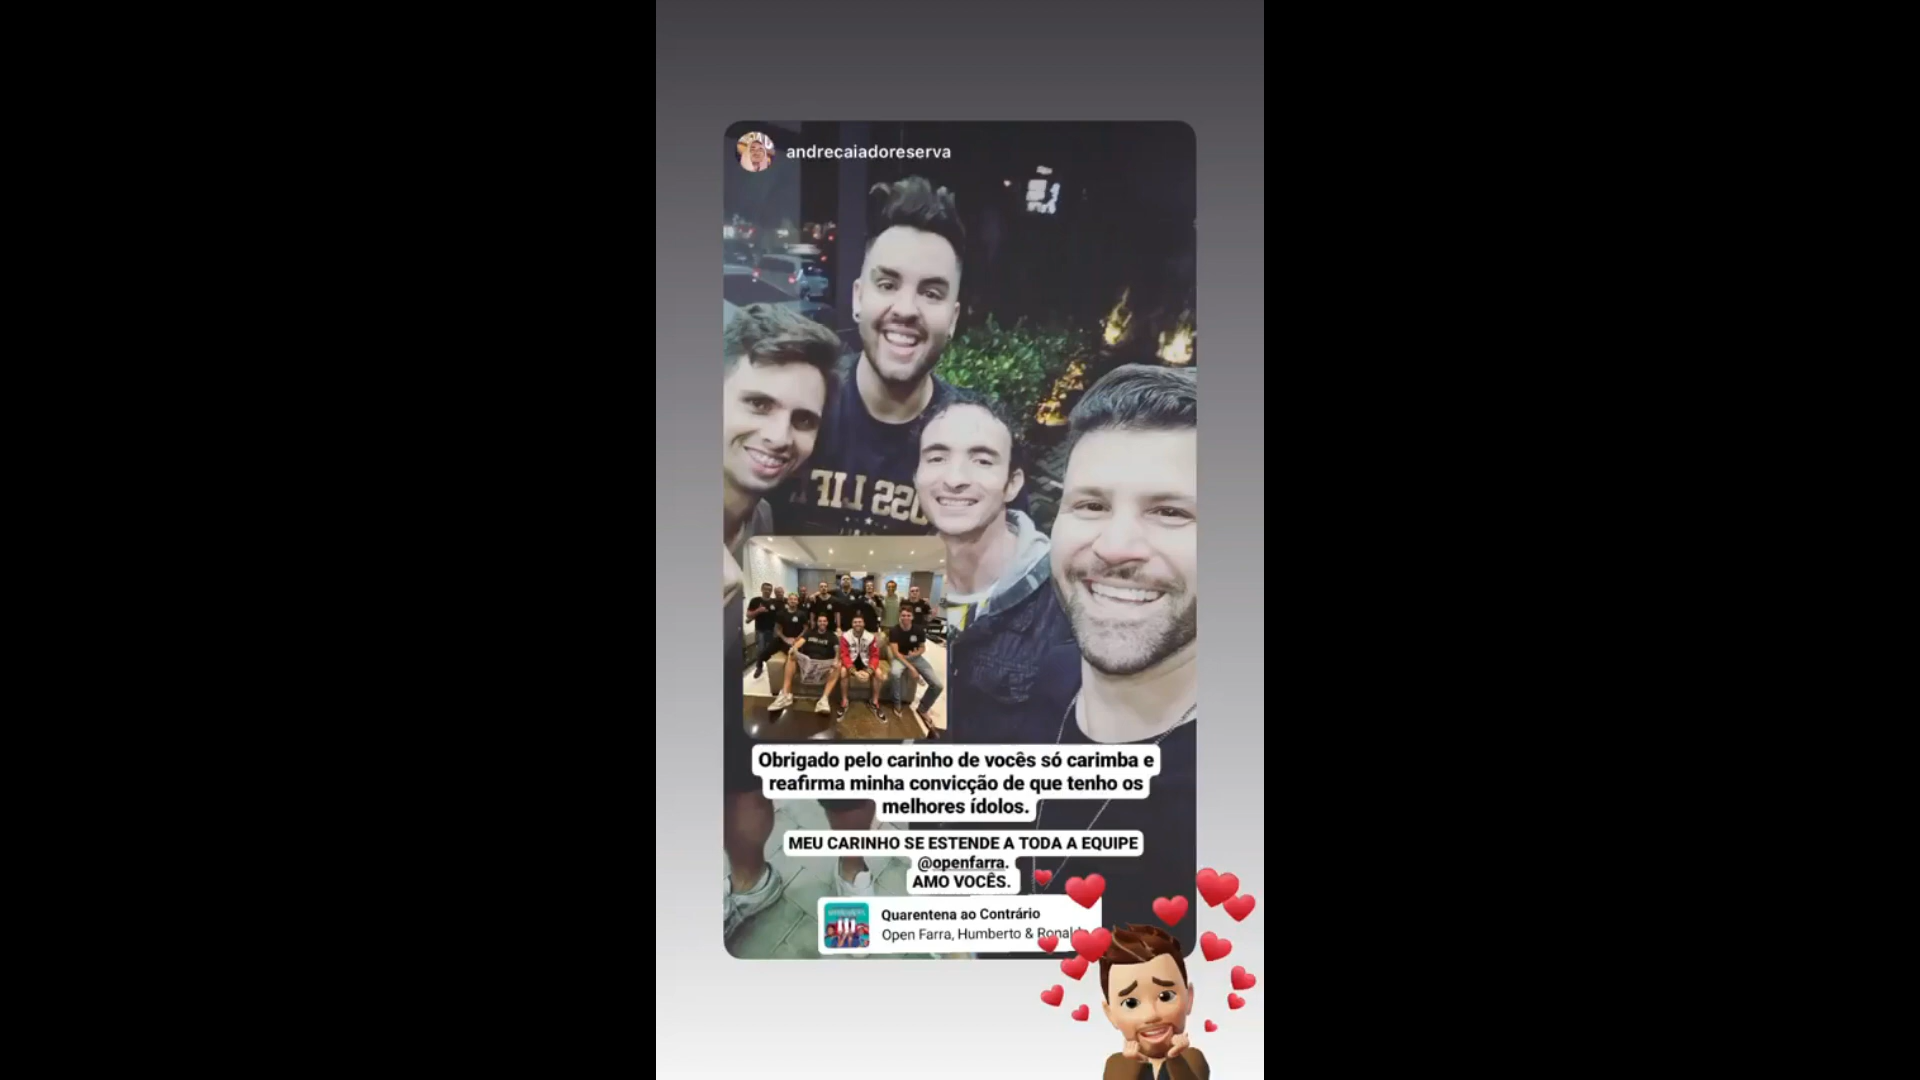 andrecaiadoreserva
Obrigado pelo carinho de vocês só carimba e
reafirma minha convicção de que tenho os
melhores ídolos.
MEU CARINHO SE ESTENDE A TODA A EQUIPE
@openfarra.
AMO VOCÊS.
Quarentena ao Contrário
Open Farra, Humberto &